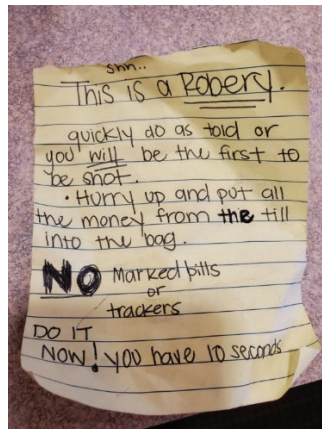 shh..
This is a Robery.
quickly do as told or
you will be the first to
be shot.
• Hurry up and put all
the money from the till
into the bag.
NO Marked bills
or
trackers
DO IT
NOW! you have 10 seconds